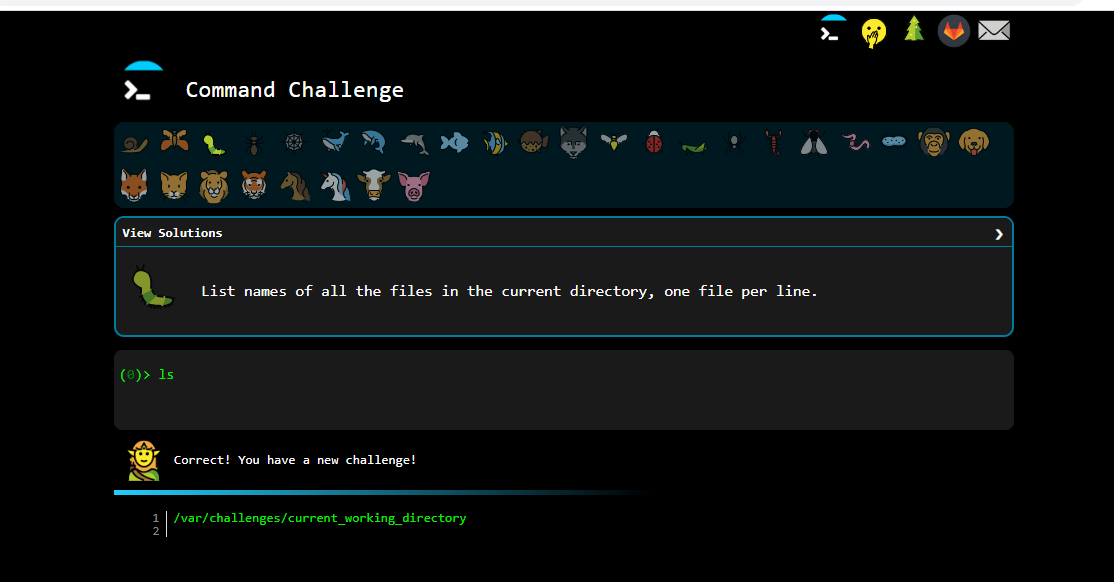 Command Challenge
View Solutions
List names of all the files in the current directory, one file per line.
(0)> ls
Correct! You have a new challenge!
1 /var/challenges/current_working_directory
2